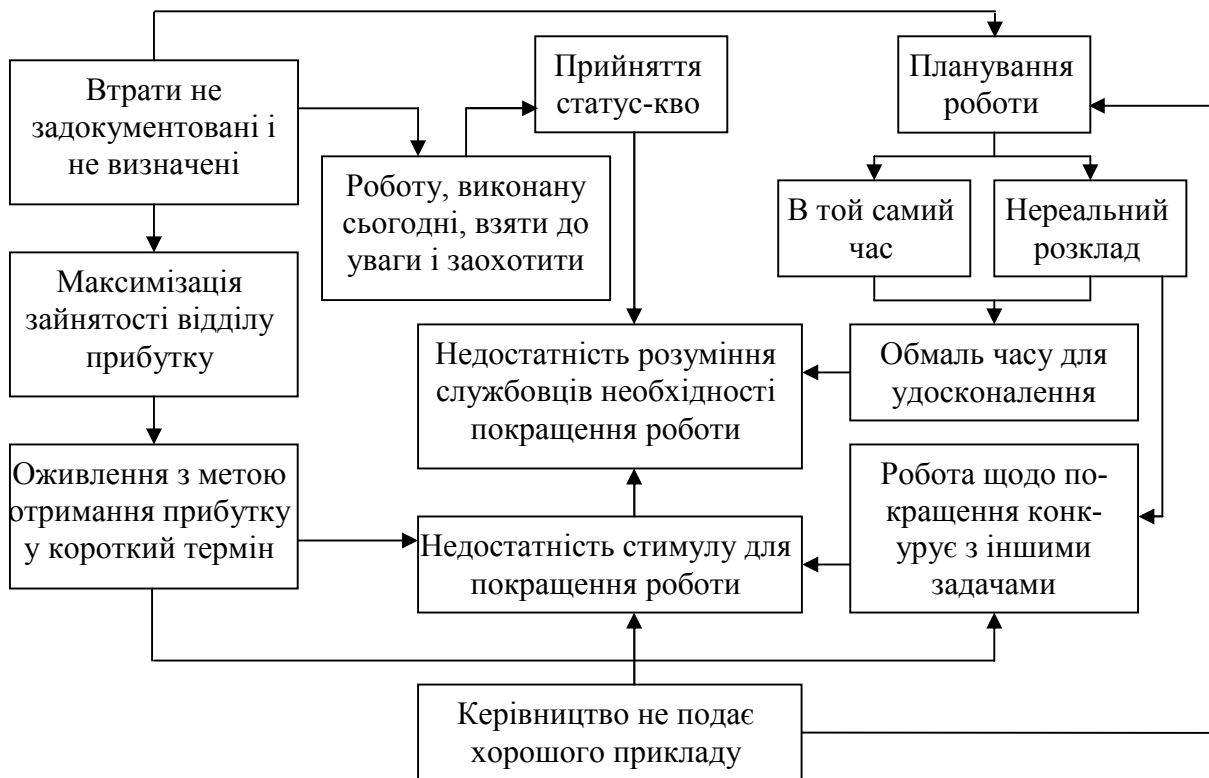 Втрати не
задокументовані і
не визначені
Прийняття
статус-кво
Планування
роботи
Роботу, виконану
сьогодні, взяти до
уваги і заохотити
В той самий
час
Нереальний
розклад
Максимізація
зайнятості відділу
прибутку
Недостатність розуміння
службовців необхідності
покращення роботи
Обмаль часу для
удосконалення
Оживлення з метою
отримання прибутку
у короткий термін
Недостатність стимулу для
покращення роботи
Робота щодо по-
кращення конк-
урує з іншими
задачами
Керівництво не подає
хорошого прикладу